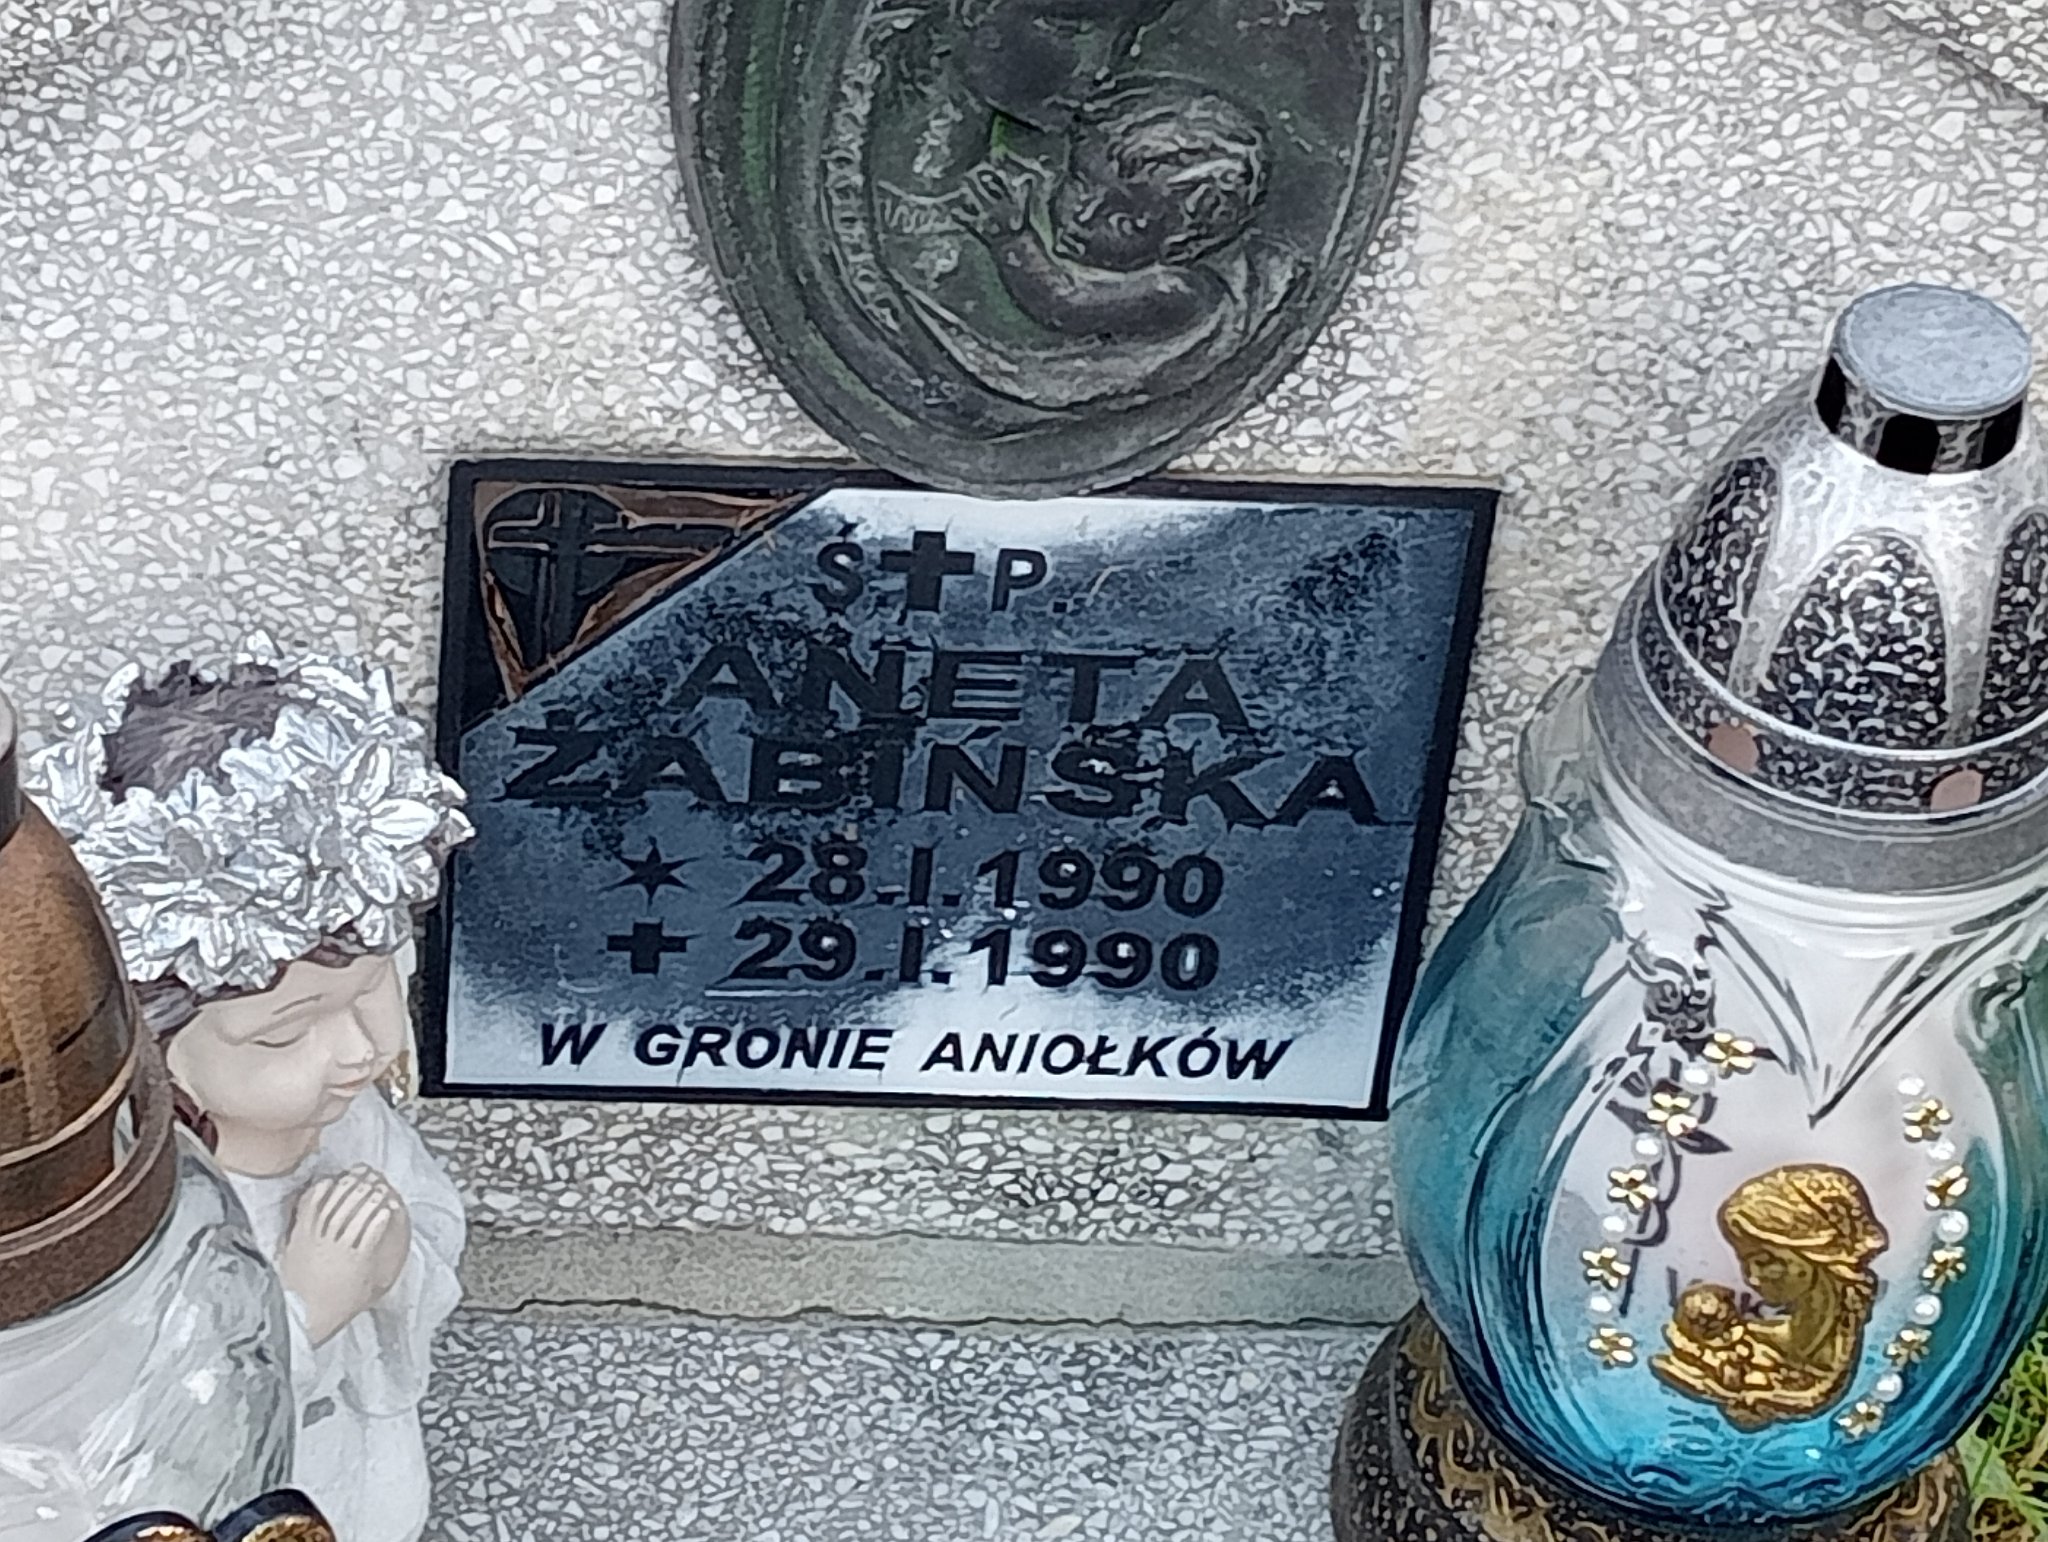 Ś✝P.
ANETA
ŻABIŃSKA
★ 28.I.1990
✝ 29.I.1990
W GRONIE ANIOŁKÓW